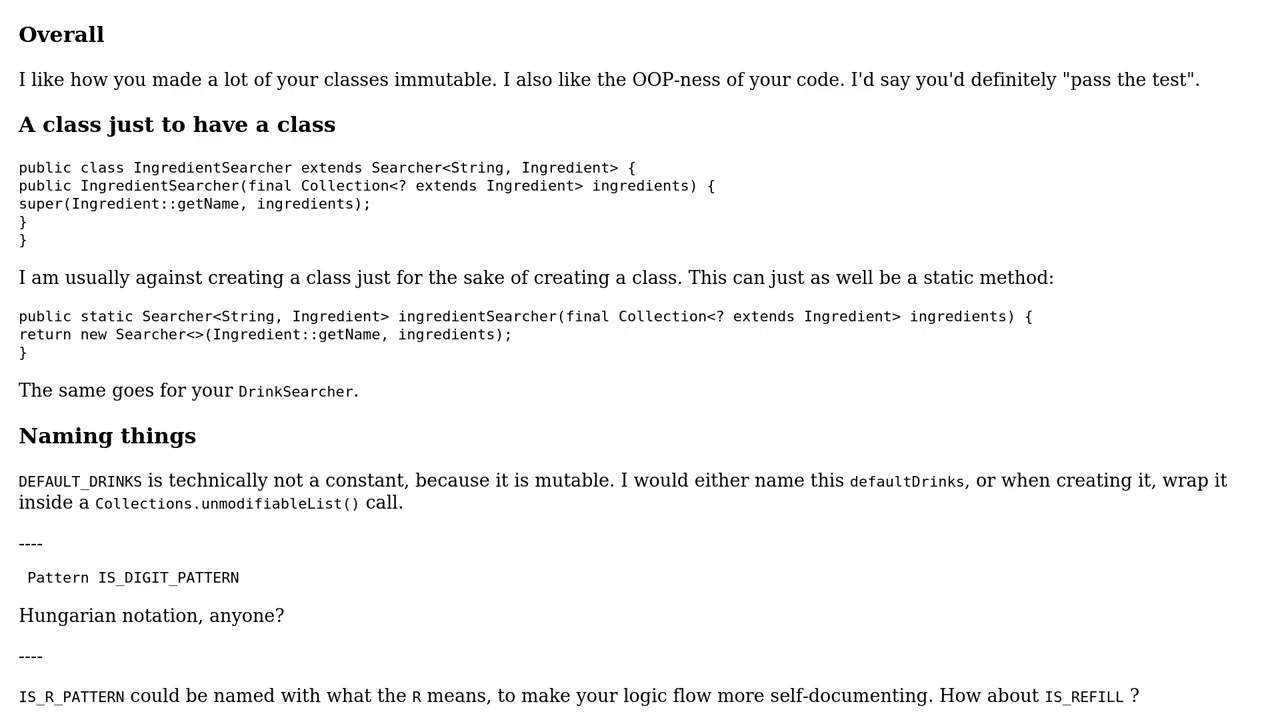 Overall
I like how you made a lot of your classes immutable. I also like the OOP-ness of your code. I'd say you'd definitely "pass the test".
A class just to have a class
public class IngredientSearcher extends Searcher<String, Ingredient> {
public IngredientSearcher(final Collection<? extends Ingredient> ingredients) {
super(Ingredient::getName, ingredients);
}
}
I am usually against creating a class just for the sake of creating a class. This can just as well be a static method:
public static Searcher<String, Ingredient> ingredientSearcher(final Collection<? extends Ingredient> ingredients) {
return new Searcher<>(Ingredient::getName, ingredients);
}
The same goes for your DrinkSearcher.
Naming things
DEFAULT_DRINKS is technically not a constant, because it is mutable. I would either name this defaultDrinks, or when creating it, wrap it
inside a Collections.unmodifiableList() call.
----
Pattern IS_DIGIT_PATTERN
Hungarian notation, anyone?
----
IS_R_PATTERN could be named with what the R means, to make your logic flow more self-documenting. How about IS_REFILL ?